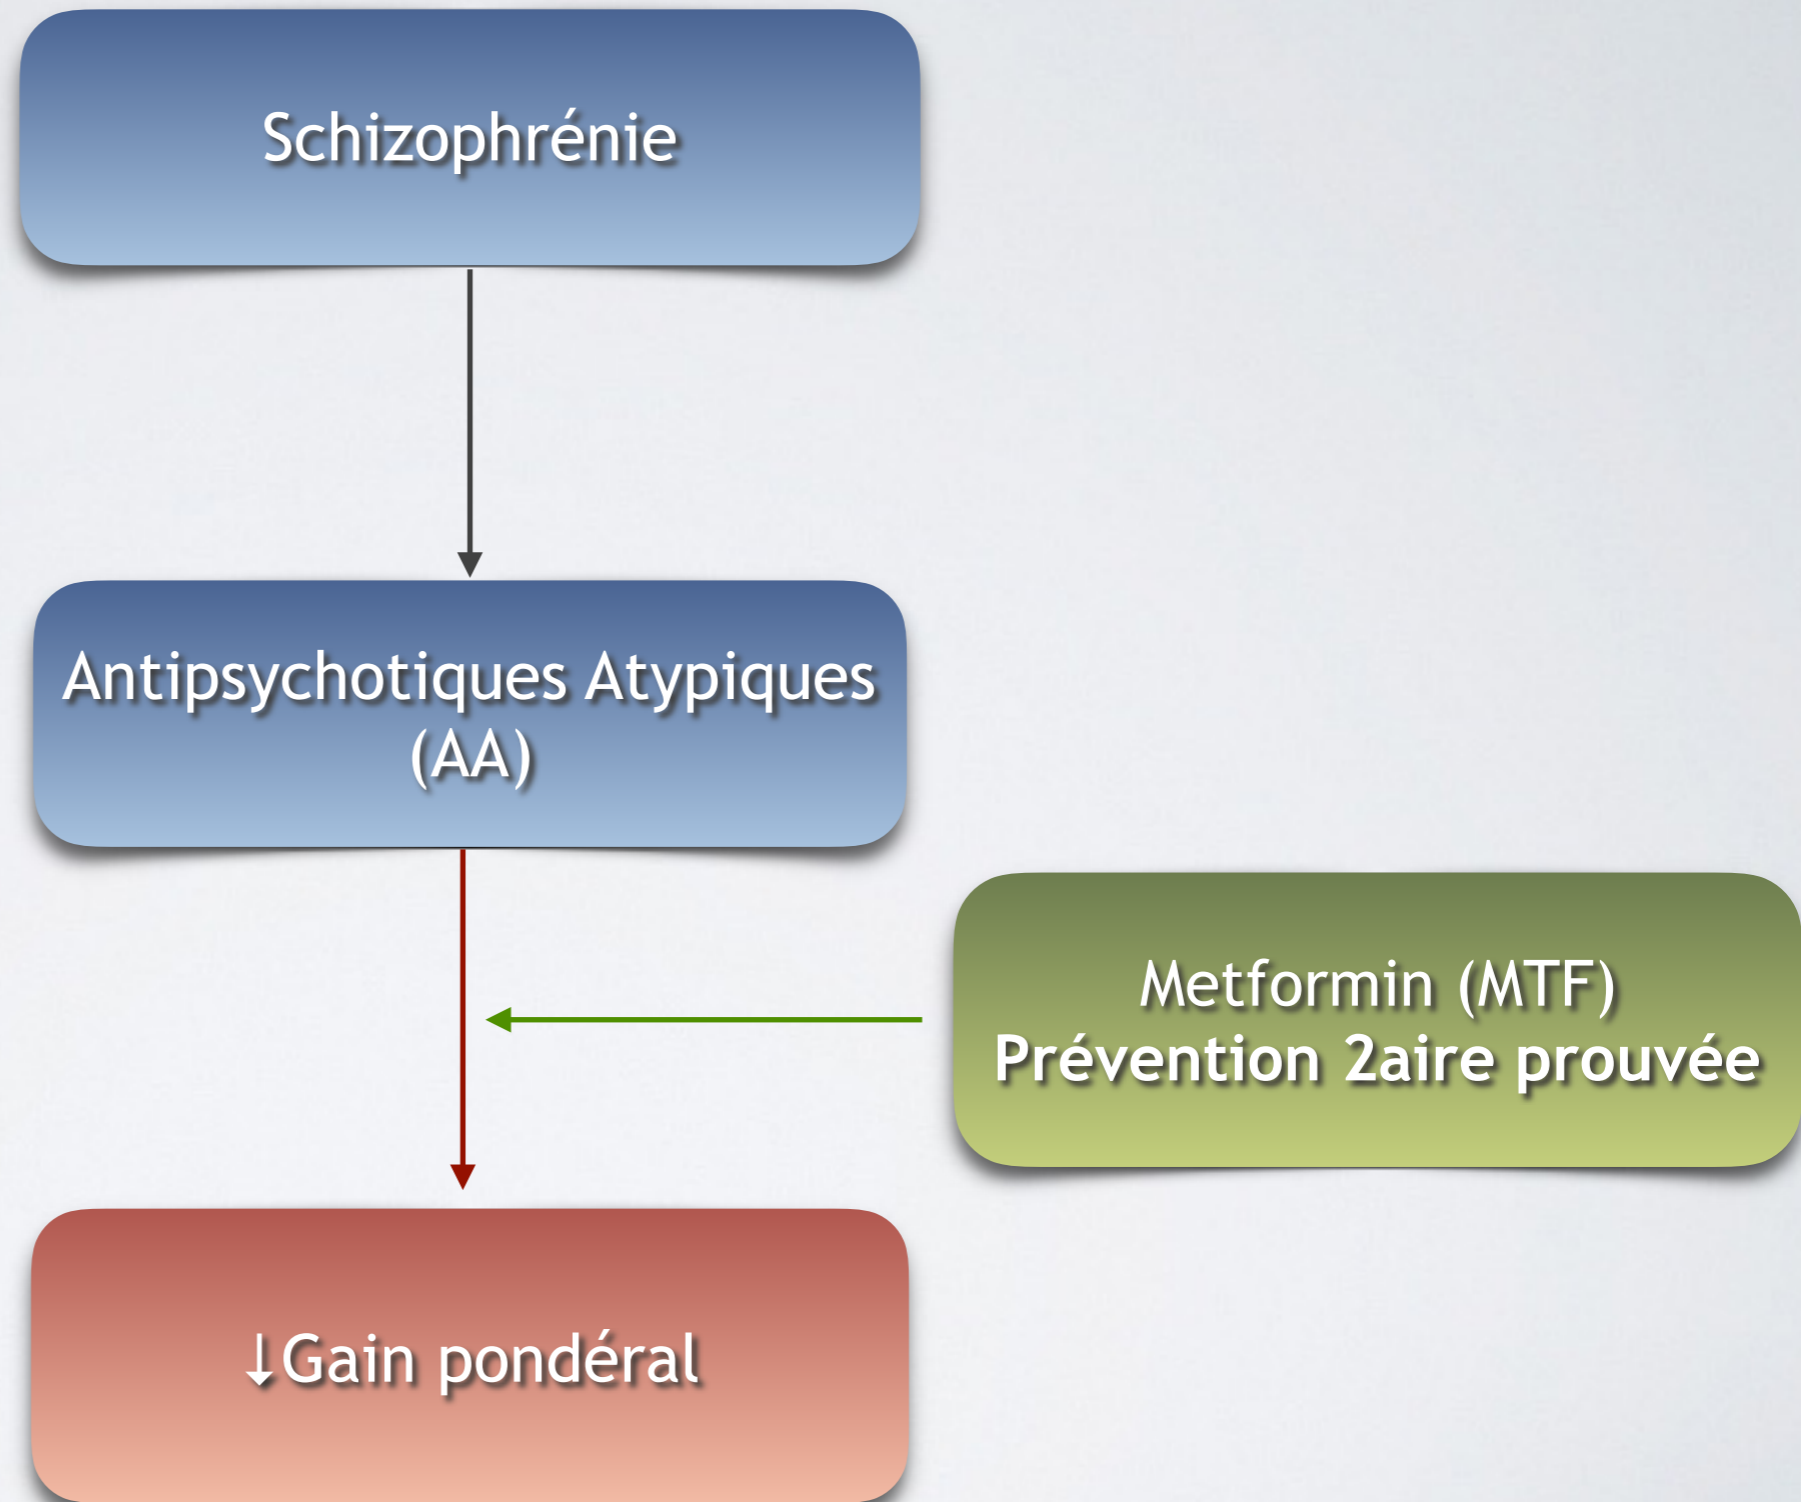 Schizophrénie
Antipsychotiques Atypiques
(AA)
Metformin (MTF)
Prévention 2aire prouvée
↓Gain pondéral